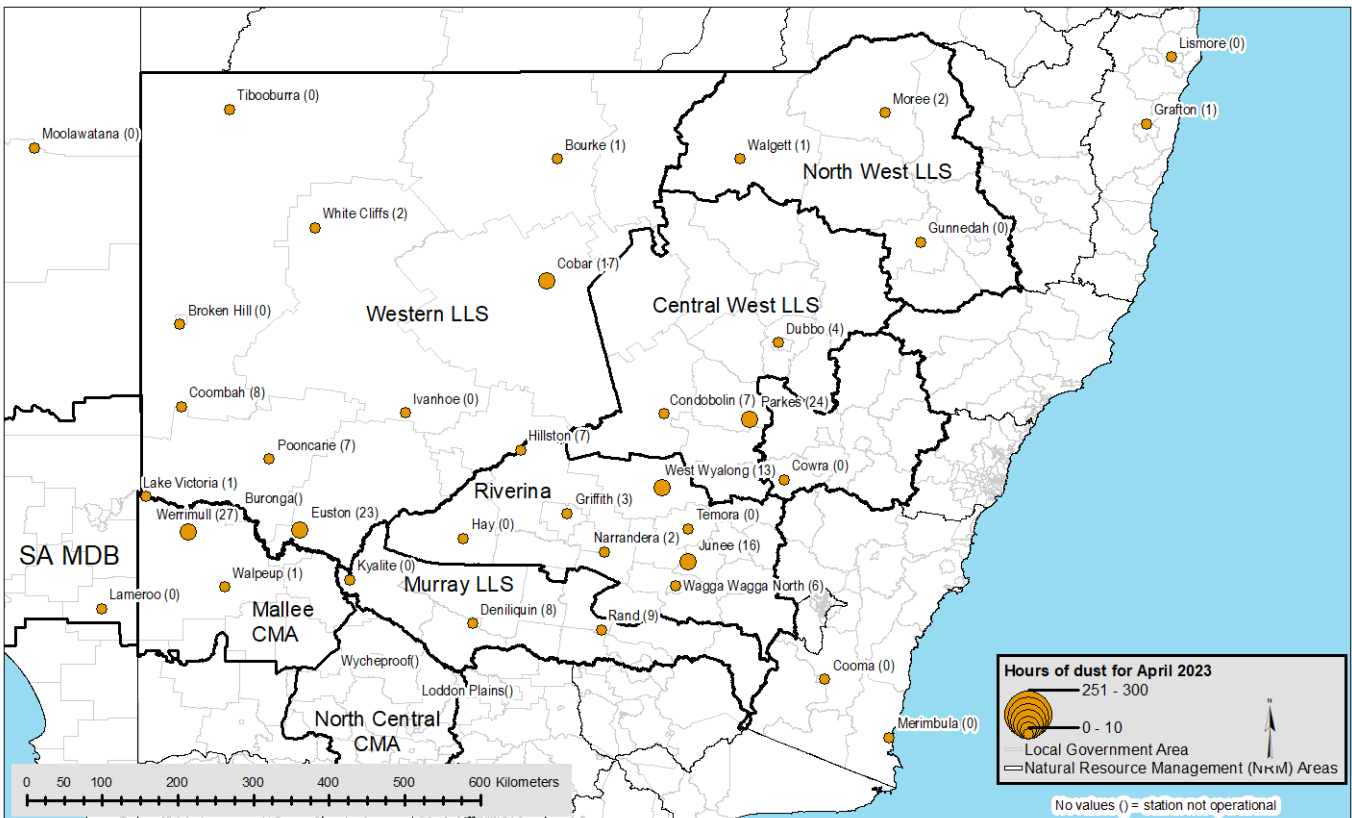 Lismore (0)
Tibooburra (0)
Moree (2)
Grafton (1)
Moolawatana (0)
Bourke (1)
Walgett (1)
North West LLS
White Cliffs (2)
Gunnedah (0)
Cobar (17)
Central West LLS
Broken Hill (0)
Western LLS
Dubbo (4)
Coombah (8)
Ivanhoe (0)
Condobolin (7)
Parkes (24)
Pooncarie (7)
Hillston (7)
West Wyalong (13)
Cowra (0)
Lake Victoria (1)
Buronga()
Riverina
Griffith (3)
Werrimull (27)
Euston (23)
Temora (0)
Hay (0)
Narrandera (2)
Junee (16)
SA MDB
Kyalite (0)
Walpeup (1)
Murray LLS
Wagga Wagga North (6)
Lameroo (0)
Mallee
CMA
Deniliquin (8)
Rand (9)
Wycheproof()
Cooma (0)
Loddon Plains()
North Central
CMA
Merimbula (0)
Hours of dust for April 2023
251 - 300
0 - 10
N
Local Government Area
Natural Resource Management (NRM) Areas
No values () = station not operational
0 50 100 200 300 400 500 600 Kilometers